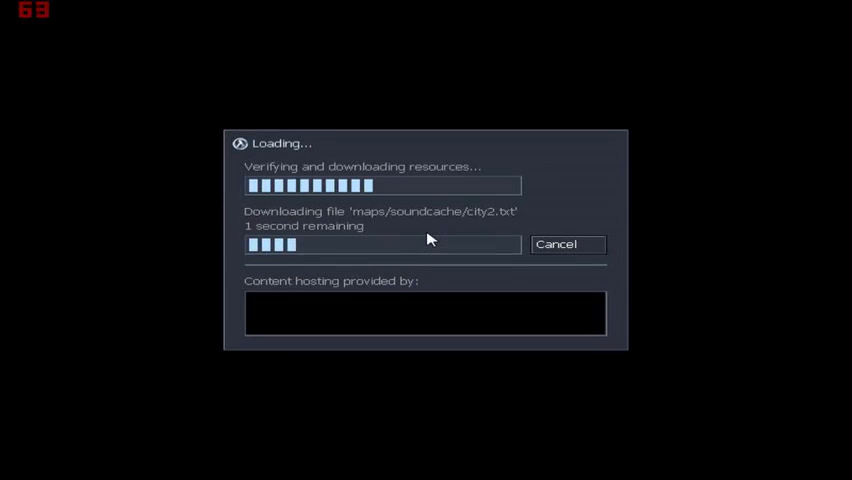 63
Loading...
Verifying and downloading resources...
Downloading file 'maps/soundcache/city2.txt'
1 second remaining
Cancel
Content hosting provided by: